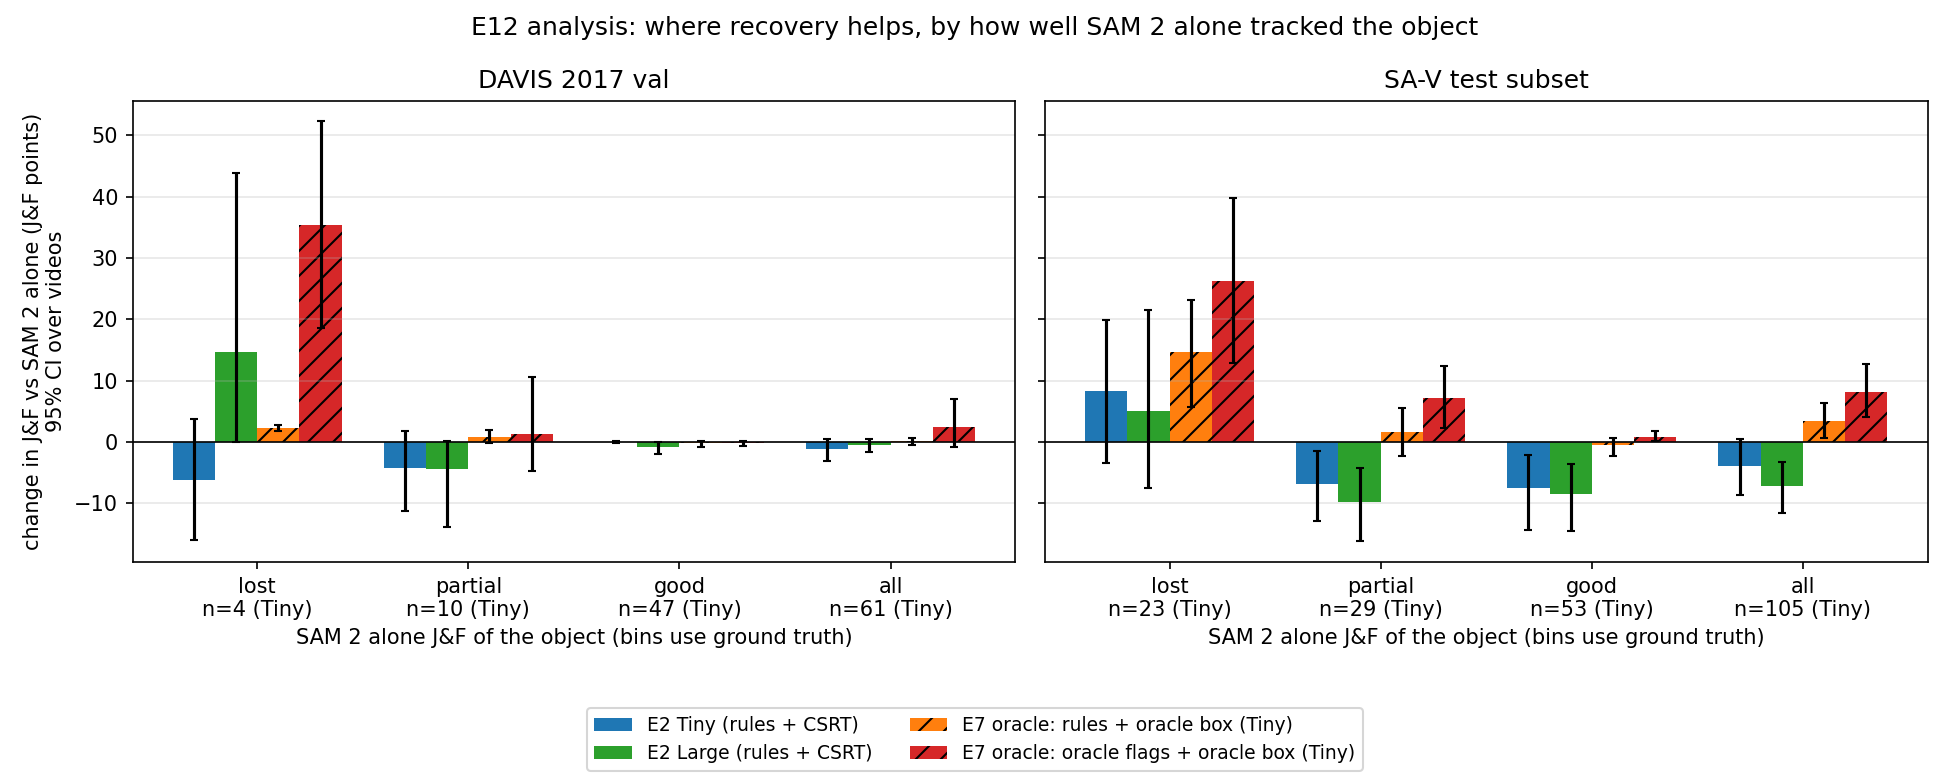 E12 analysis: where recovery helps, by how well SAM 2 alone tracked the object
DAVIS 2017 val
SA-V test subset
change in J&F vs SAM 2 alone (J&F points)
95% CI over videos
50
40
30
20
10
0
−10
lost
n=4 (Tiny)
partial
n=10 (Tiny)
good
n=47 (Tiny)
all
n=61 (Tiny)
SAM 2 alone J&F of the object (bins use ground truth)
lost
n=23 (Tiny)
partial
n=29 (Tiny)
good
n=53 (Tiny)
all
n=105 (Tiny)
SAM 2 alone J&F of the object (bins use ground truth)
E2 Tiny (rules + CSRT)
E2 Large (rules + CSRT)
E7 oracle: rules + oracle box (Tiny)
E7 oracle: oracle flags + oracle box (Tiny)